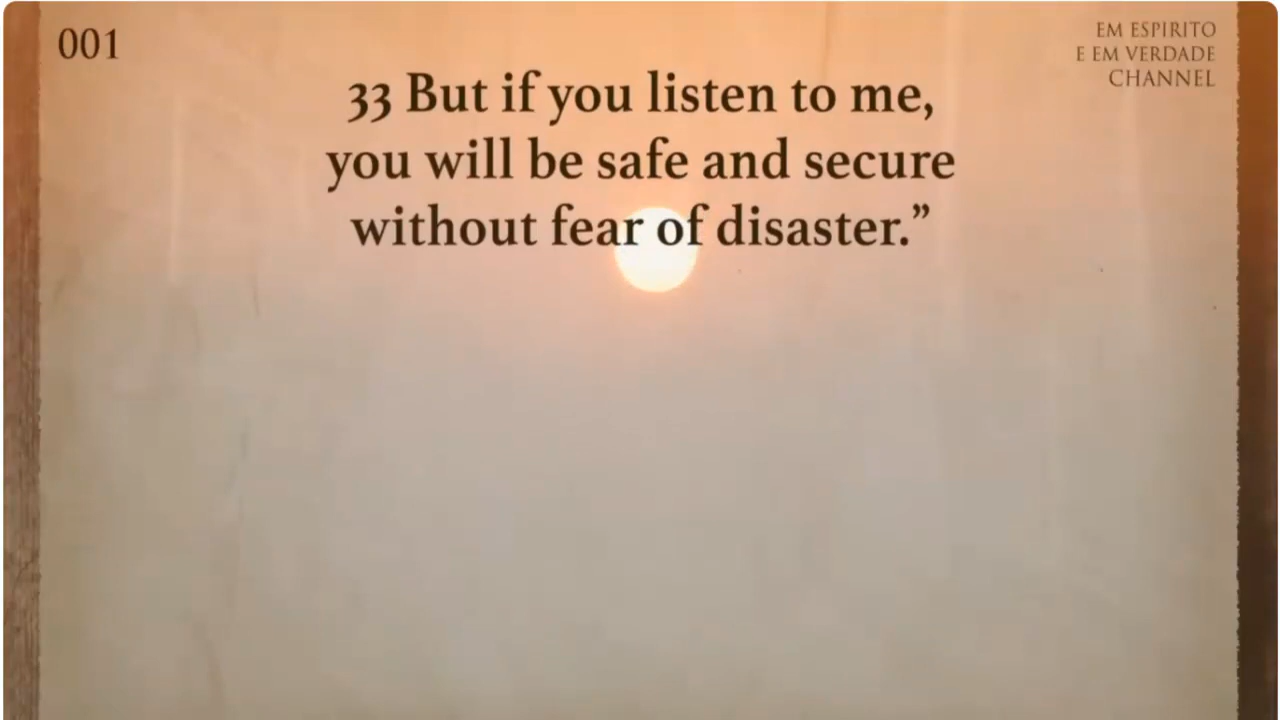 001
EM ESPIRITO
E EM VERDADE
CHANNEL
33 But if you listen to me,
you will be safe and secure
without fear of disaster.”